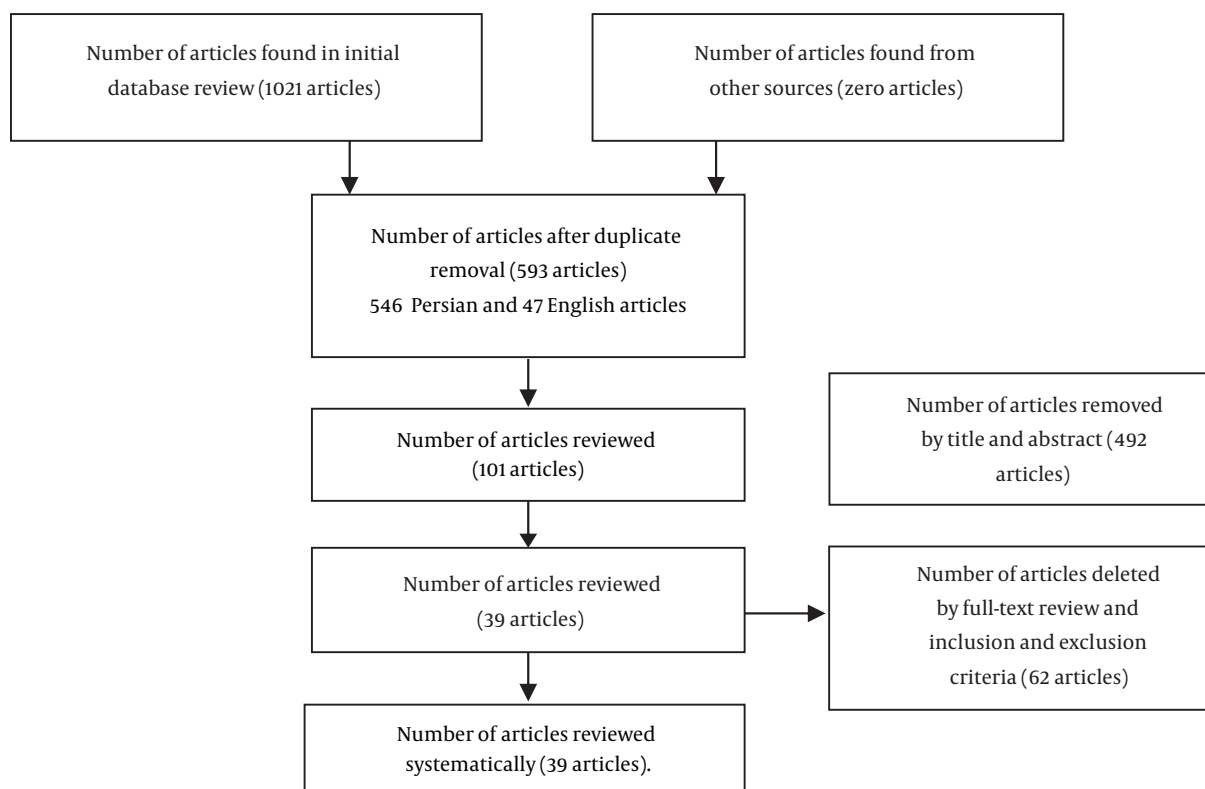 Number of articles found in initial
database review (1021 articles)
Number of articles found from
other sources (zero articles)
Number of articles after duplicate
removal (593 articles)
546 Persian and 47 English articles
Number of articles reviewed
(101 articles)
Number of articles removed
by title and abstract (492
articles)
Number of articles reviewed
(39 articles)
Number of articles deleted
by full-text review and
inclusion and exclusion
criteria (62 articles)
Number of articles reviewed
systematically (39 articles).